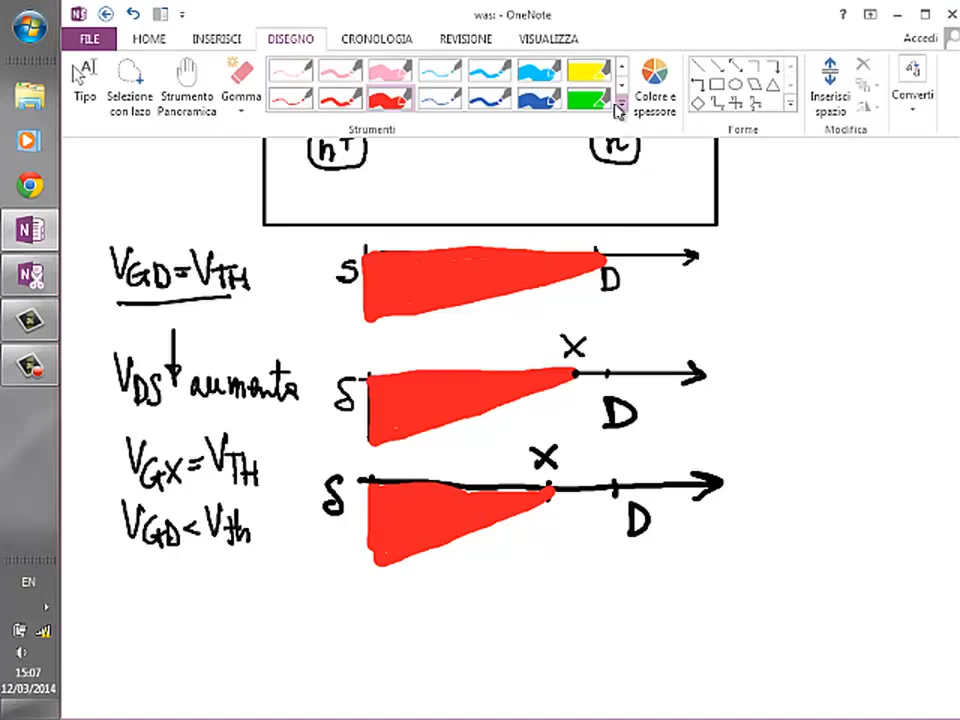 was: - OneNote
FILE HOME INSERISCI DISEGNO CRONOLOGIA REVISIONE VISUALIZZA Accedi
Tipo
Selezione con lazo
Strumento Panoramica
Gomma
Colore e spessore
Inserisci spazio
Converti
Strumenti Forme Modifica
n+ n
VGD=VTH
S D
VDS aumenta
X
S D
VGX=VTH
X
VGD<Vth
S D
EN
15:07
12/03/2014